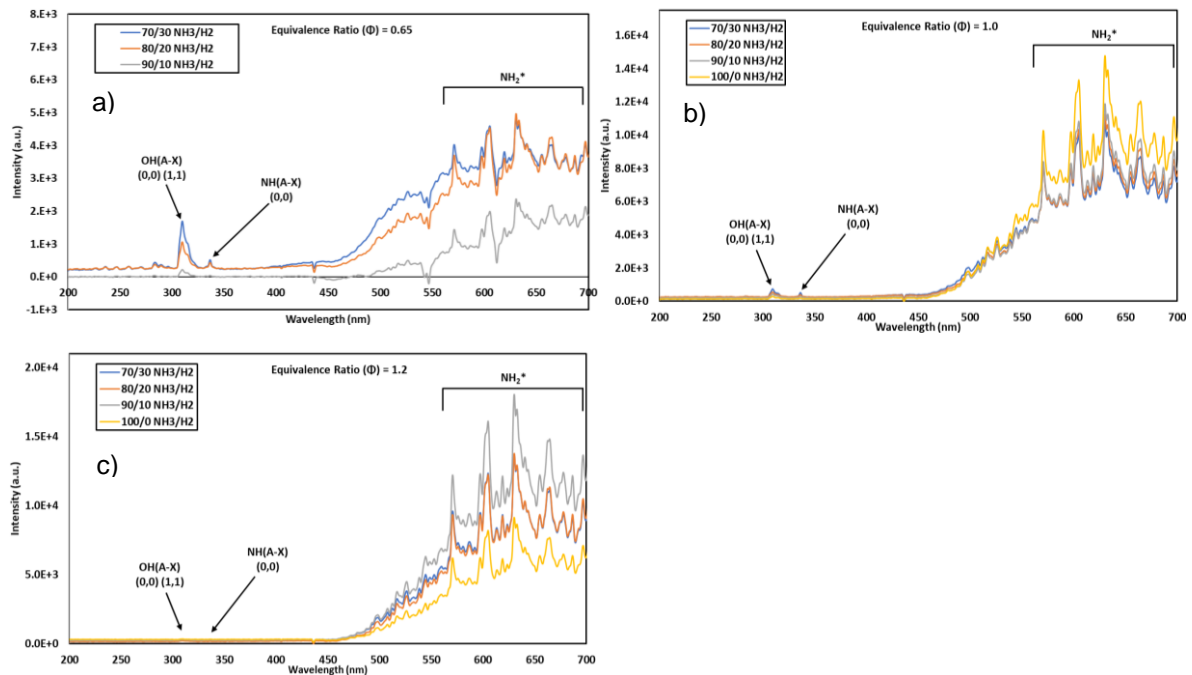 a)
8.E+3
7.E+3
6.E+3
5.E+3
4.E+3
3.E+3
2.E+3
1.E+3
0.E+0
-1.E+3
Intensity (a.u.)
70/30 NH3/H2
80/20 NH3/H2
90/10 NH3/H2
Equivalence Ratio (Φ) = 0.65
NH₂*
OH(A-X)
(0,0) (1,1)
NH(A-X)
(0,0)
200 250 300 350 400 450 500 550 600 650 700
Wavelength (nm)
b)
1.6E+4
1.4E+4
1.2E+4
1.0E+4
8.0E+3
6.0E+3
4.0E+3
2.0E+3
0.0E+0
Intensity (a.u.)
70/30 NH3/H2
80/20 NH3/H2
90/10 NH3/H2
100/0 NH3/H2
Equivalence Ratio (Φ) = 1.0
NH₂*
OH(A-X)
(0,0) (1,1)
NH(A-X)
(0,0)
200 250 300 350 400 450 500 550 600 650 700
Wavelength (nm)
c)
2.0E+4
1.5E+4
1.0E+4
5.0E+3
0.0E+0
Intensity (a.u.)
70/30 NH3/H2
80/20 NH3/H2
90/10 NH3/H2
100/0 NH3/H2
Equivalence Ratio (Φ) = 1.2
NH₂*
OH(A-X)
(0,0) (1,1)
NH(A-X)
(0,0)
200 250 300 350 400 450 500 550 600 650 700
Wavelength (nm)